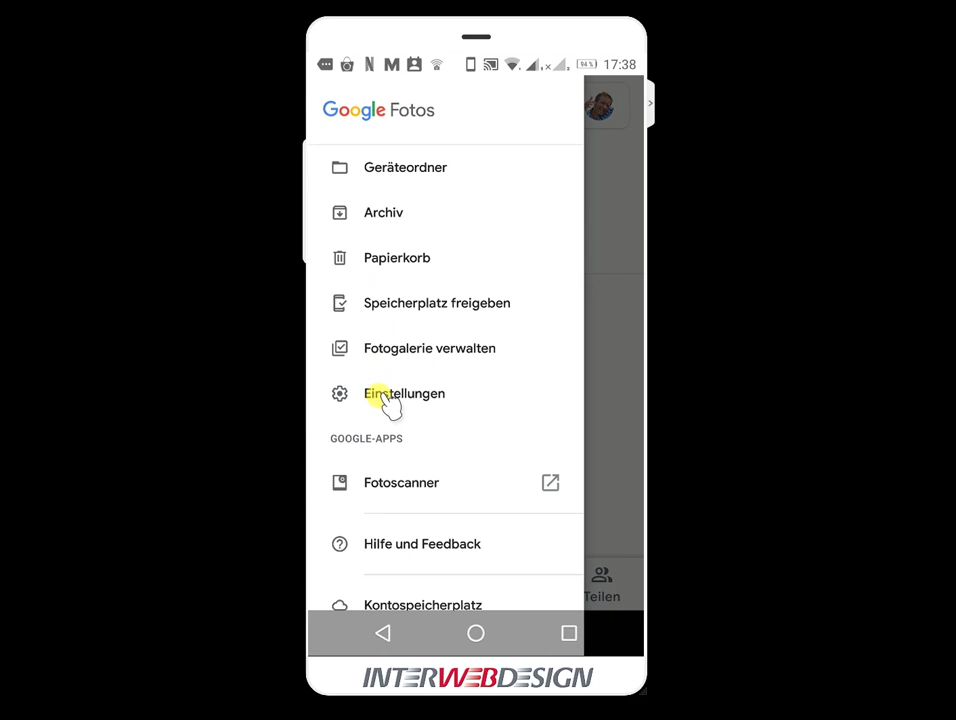 94 %
17:38
Google Fotos
Geräteordner
Archiv
Papierkorb
Speicherplatz freigeben
Fotogalerie verwalten
Einstellungen
GOOGLE-APPS
Fotoscanner
Hilfe und Feedback
Teilen
Kontospeicherplatz
INTERWEBDESIGN